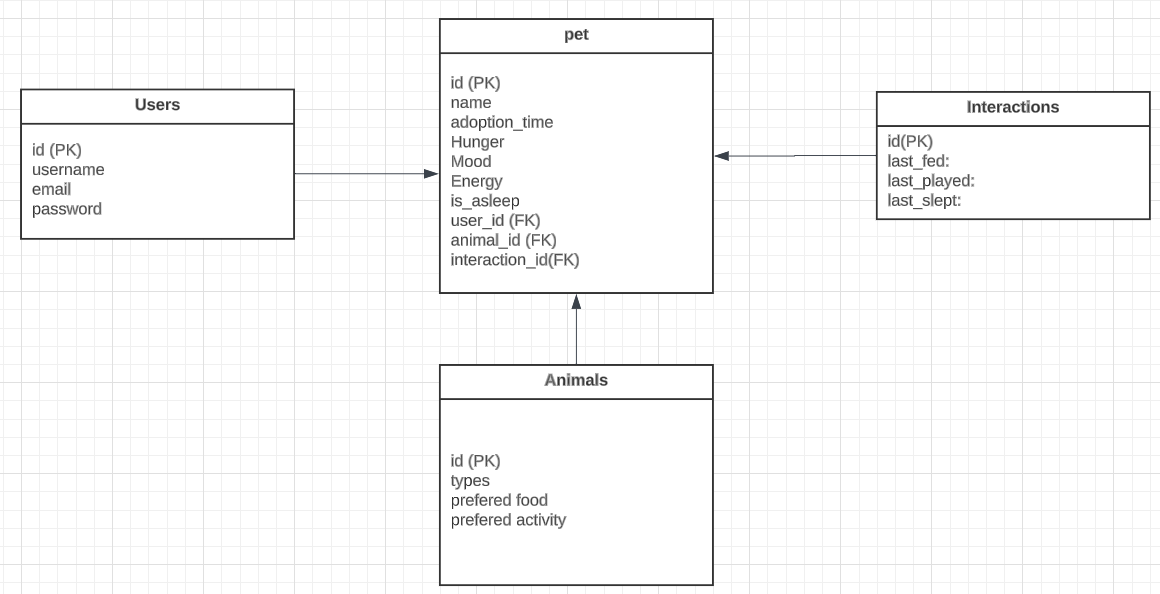 pet
id (PK)
name
adoption_time
Hunger
Mood
Energy
is_asleep
user_id (FK)
animal_id (FK)
interaction_id(FK)
Users
id (PK)
username
email
password
Interactions
id(PK)
last_fed:
last_played:
last_slept:
Animals
id (PK)
types
prefered food
prefered activity